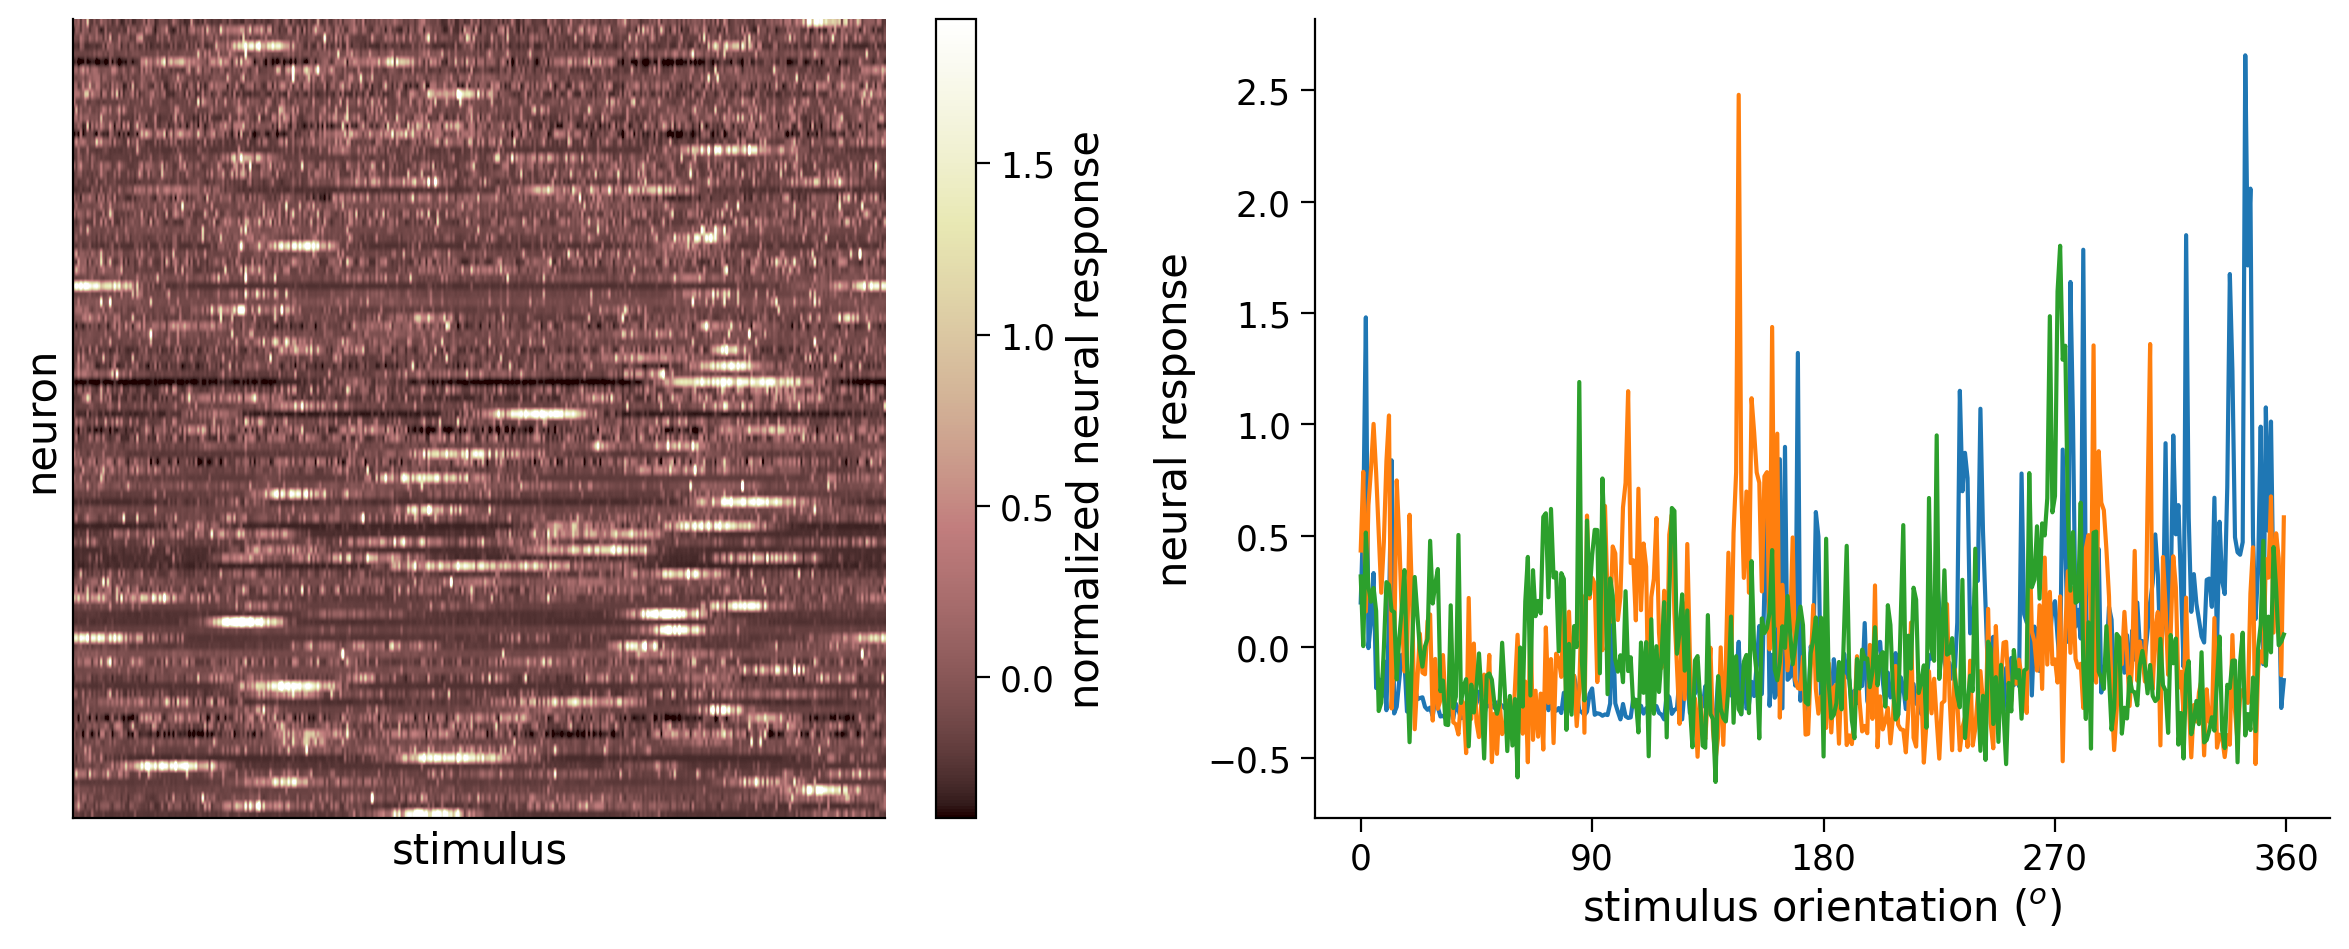 neuron
stimulus
1.5
1.0
0.5
0.0
normalized neural response
neural response
2.5
2.0
1.5
1.0
0.5
0.0
−0.5
0 90 180 270 360
stimulus orientation (°)